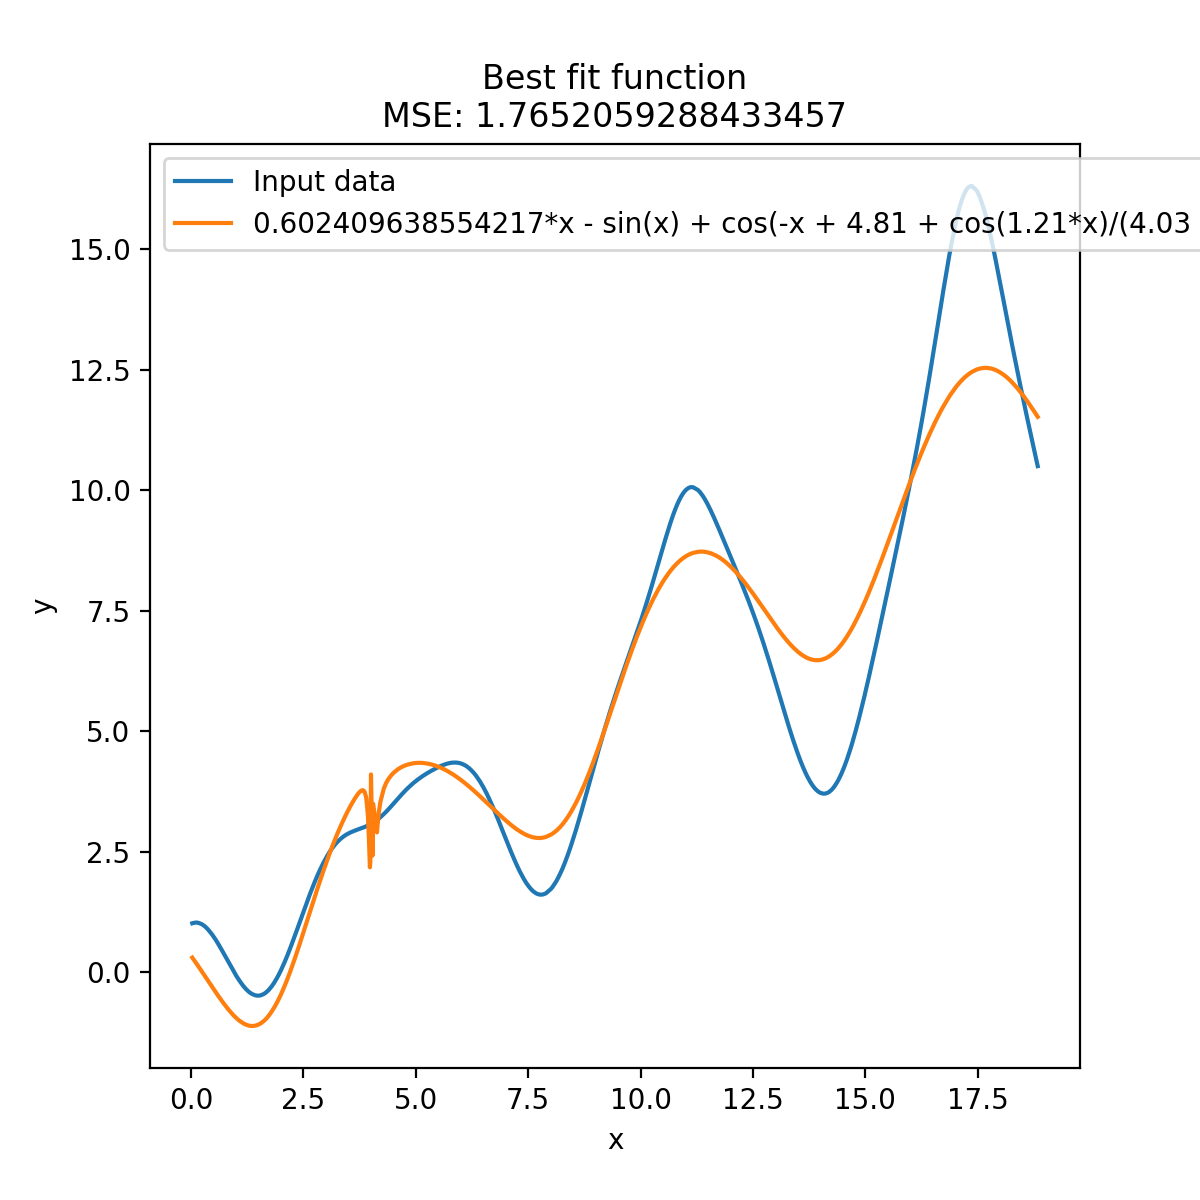 Best fit function
MSE: 1.7652059288433457
Input data
0.602409638554217*x - sin(x) + cos(-x + 4.81 + cos(1.21*x)/(4.03
15.0
12.5
10.0
7.5
5.0
2.5
0.0
y
0.0 2.5 5.0 7.5 10.0 12.5 15.0 17.5
x